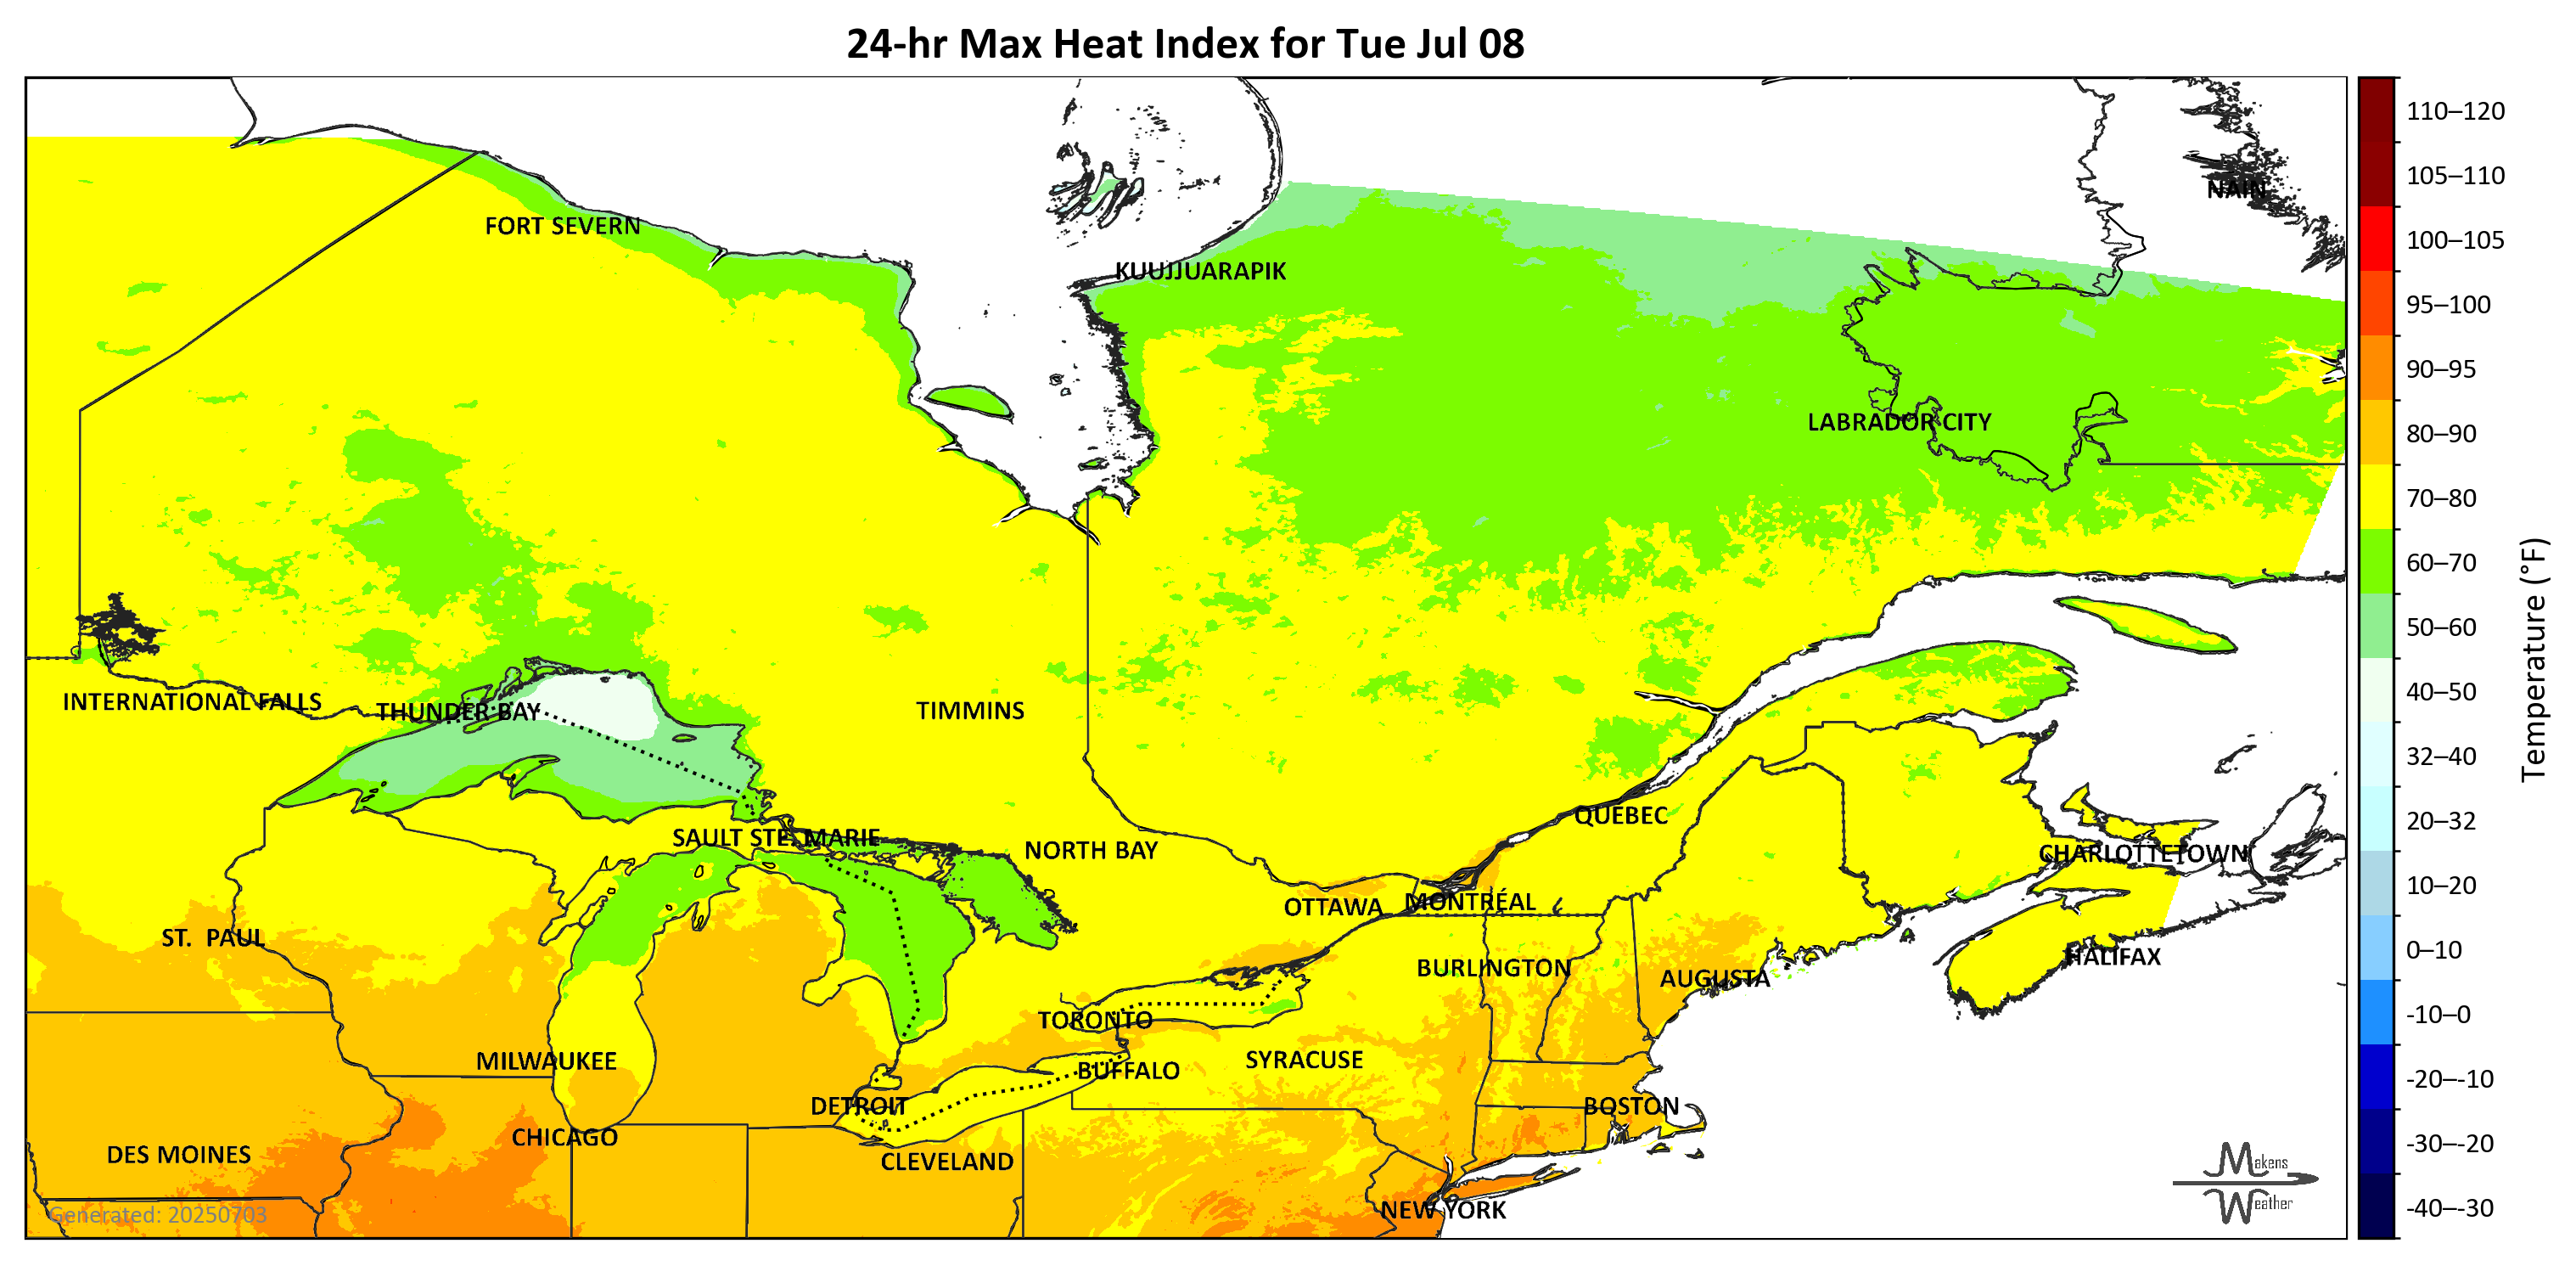 24-hr Max Heat Index for Tue Jul 08
NAIN
FORT SEVERN
KUUJJUARAPIK
LABRADOR CITY
INTERNATIONAL FALLS
THUNDER BAY
TIMMINS
QUÉBEC
SAULT STE. MARIE
NORTH BAY
CHARLOTTETOWN
OTTAWA
MONTRÉAL
ST. PAUL
HALIFAX
BURLINGTON
AUGUSTA
TORONTO
MILWAUKEE
SYRACUSE
BUFFALO
DETROIT
BOSTON
CHICAGO
DES MOINES
CLEVELAND
NEW YORK
Generated: 20250703
Makens
Weather
110–120
105–110
100–105
95–100
90–95
80–90
70–80
60–70
50–60
40–50
32–40
20–32
10–20
0–10
-10–0
-20–-10
-30–-20
-40–-30
Temperature (°F)